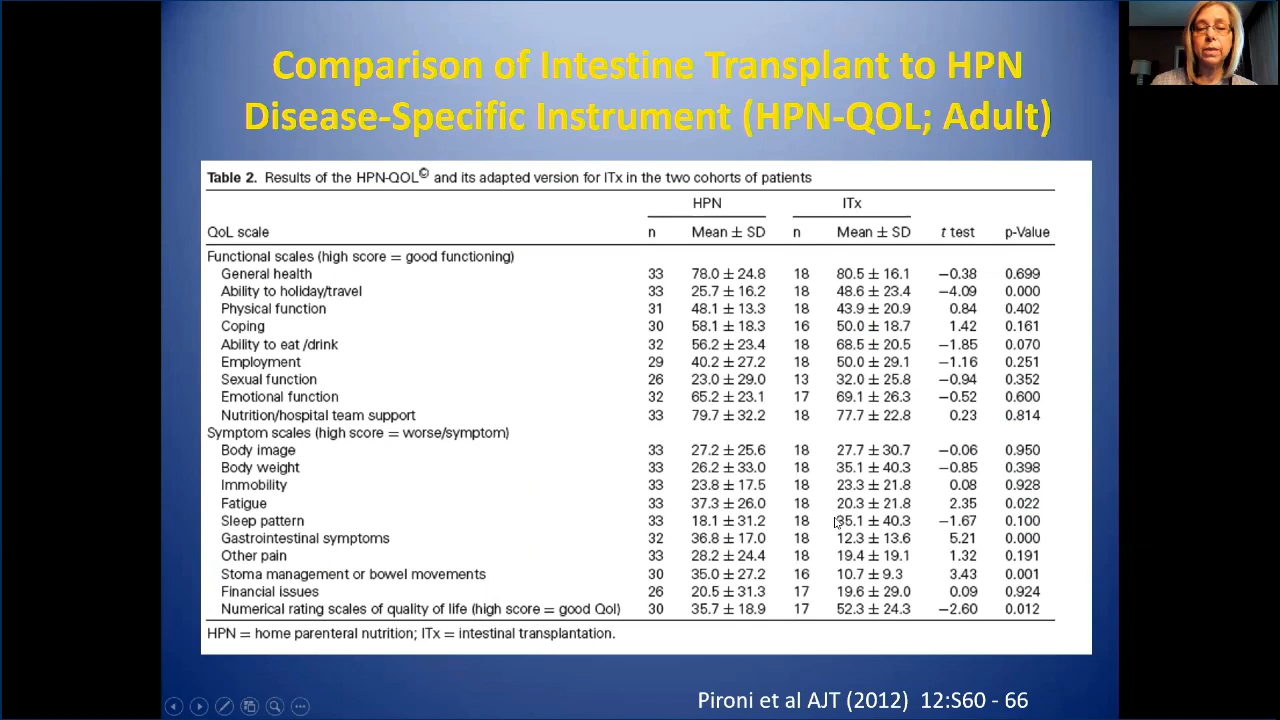 Comparison of Intestine Transplant to HPN
Disease-Specific Instrument (HPN-QOL; Adult)
Table 2. Results of the HPN-QOL© and its adapted version for ITx in the two cohorts of patients
HPN ITx
QoL scale n Mean ± SD n Mean ± SD t test p-Value
Functional scales (high score = good functioning)
General health 33 78.0 ± 24.8 18 80.5 ± 16.1 −0.38 0.699
Ability to holiday/travel 33 25.7 ± 16.2 18 48.6 ± 23.4 −4.09 0.000
Physical function 31 48.1 ± 13.3 18 43.9 ± 20.9 0.84 0.402
Coping 30 58.1 ± 18.3 16 50.0 ± 18.7 1.42 0.161
Ability to eat /drink 32 56.2 ± 23.4 18 68.5 ± 20.5 −1.85 0.070
Employment 29 40.2 ± 27.2 18 50.0 ± 29.1 −1.16 0.251
Sexual function 26 23.0 ± 29.0 13 32.0 ± 25.8 −0.94 0.352
Emotional function 32 65.2 ± 23.1 17 69.1 ± 26.3 −0.52 0.600
Nutrition/hospital team support 33 79.7 ± 32.2 18 77.7 ± 22.8 0.23 0.814
Symptom scales (high score = worse/symptom)
Body image 33 27.2 ± 25.6 18 27.7 ± 30.7 −0.06 0.950
Body weight 33 26.2 ± 33.0 18 35.1 ± 40.3 −0.85 0.398
Immobility 33 23.8 ± 17.5 18 23.3 ± 21.8 0.08 0.928
Fatigue 33 37.3 ± 26.0 18 20.3 ± 21.8 2.35 0.022
Sleep pattern 33 18.1 ± 31.2 18 35.1 ± 40.3 −1.67 0.100
Gastrointestinal symptoms 32 36.8 ± 17.0 18 12.3 ± 13.6 5.21 0.000
Other pain 33 28.2 ± 24.4 18 19.4 ± 19.1 1.32 0.191
Stoma management or bowel movements 30 35.0 ± 27.2 16 10.7 ± 9.3 3.43 0.001
Financial issues 26 20.5 ± 31.3 17 19.6 ± 29.0 0.09 0.924
Numerical rating scales of quality of life (high score = good Qol) 30 35.7 ± 18.9 17 52.3 ± 24.3 −2.60 0.012
HPN = home parenteral nutrition; ITx = intestinal transplantation.
Pironi et al AJT (2012) 12:S60 - 66